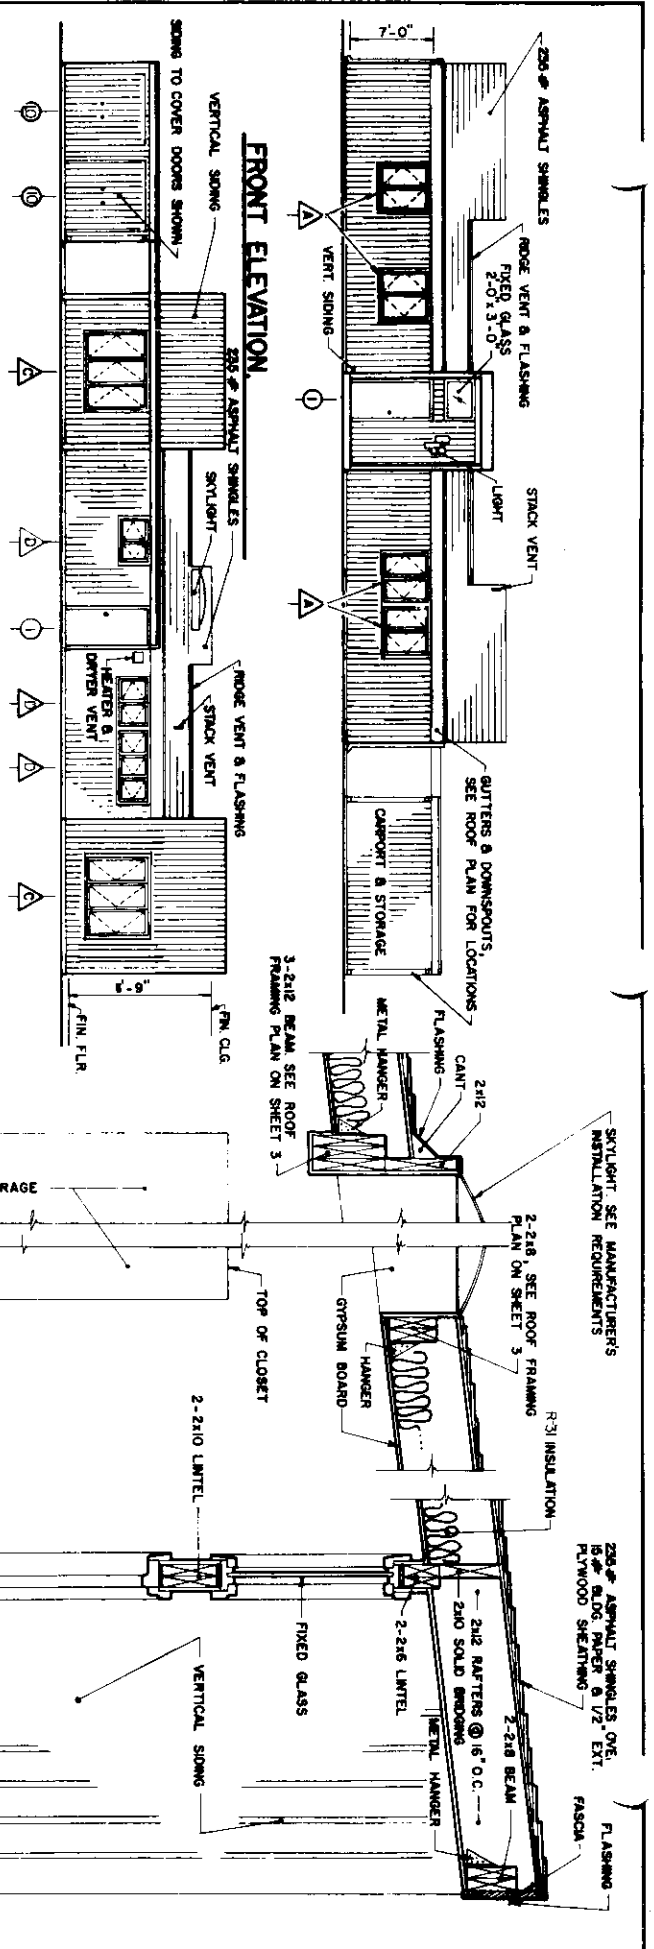 235 # ASPHALT SHINGLES
RIDGE VENT & FLASHING
FIXED GLASS
2'-0" x 3'-0"
STACK VENT
LIGHT
7'-0"
VERT. SIDING
A
1
A
GUTTERS & DOWNSPOUTS,
SEE ROOF PLAN FOR LOCATIONS
CARPORT & STORAGE
FRONT ELEVATION
VERTICAL SIDING
SIDING TO COVER DOORS SHOWN
235 # ASPHALT SHINGLES
SKYLIGHT
RIDGE VENT & FLASHING
STACK VENT
HEATER &
DRYER VENT
10
10
C
D
1
D
D
C
FIN. CLG.
FIN. FLR.
SKYLIGHT. SEE MANUFACTURER'S
INSTALLATION REQUIREMENTS
2x12
CANT
FLASHING
METAL HANGER
3-2x12 BEAM. SEE ROOF
FRAMING PLAN ON SHEET 3
2-2x8, SEE ROOF FRAMING
PLAN ON SHEET 3
HANGER
GYPSUM BOARD
R-31 INSULATION
235 # ASPHALT SHINGLES OVE
15 # BLDG. PAPER & 1/2" EXT.
PLYWOOD SHEATHING
FLASHING
FASCIA
2-2x8 BEAM
2x12 RAFTERS @ 16" O.C.
2x10 SOLID BRIDGING
METAL HANGER
2-2x6 LINTEL
FIXED GLASS
2-2x10 LINTEL
VERTICAL SIDING
TOP OF CLOSET
RAGE